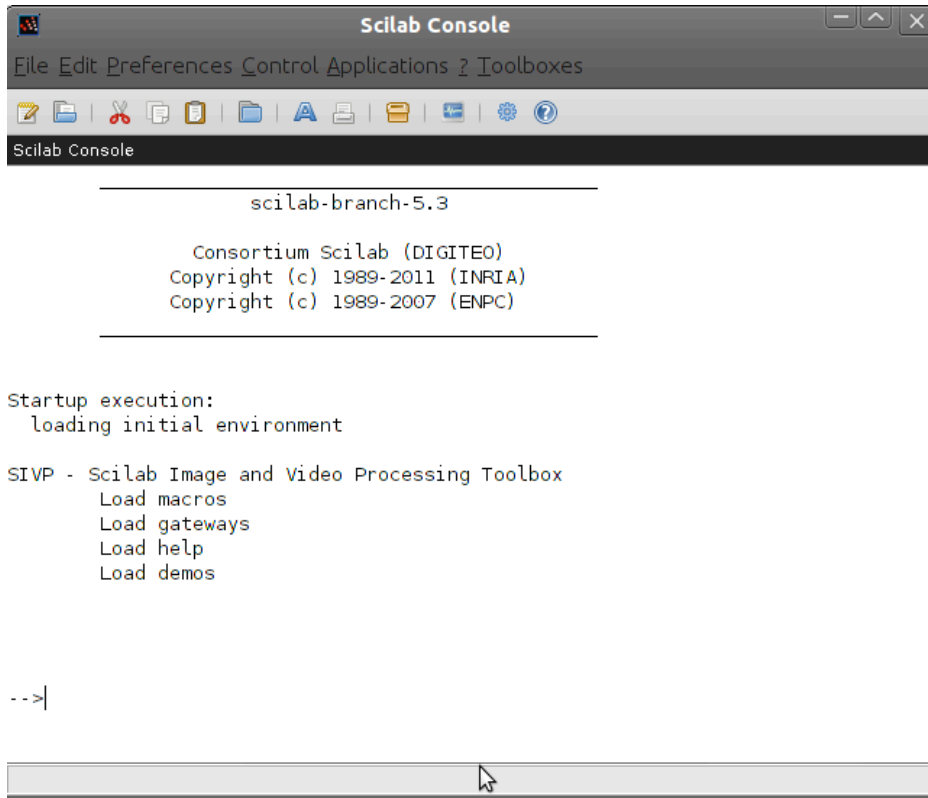 Scilab Console
File Edit Preferences Control Applications ? Toolboxes
Scilab Console
scilab-branch-5.3
Consortium Scilab (DIGITEO)
Copyright (c) 1989-2011 (INRIA)
Copyright (c) 1989-2007 (ENPC)
Startup execution:
loading initial environment
SIVP - Scilab Image and Video Processing Toolbox
Load macros
Load gateways
Load help
Load demos
-->